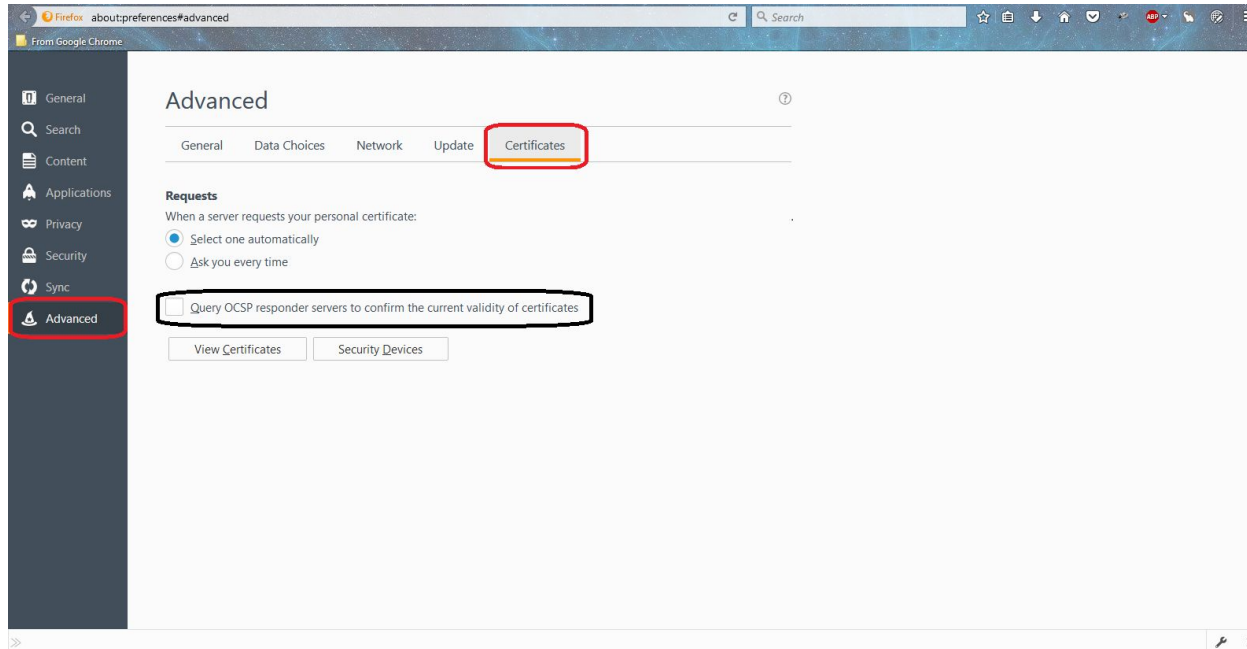 Firefox about:preferences#advanced
Search
ABP
From Google Chrome
General
Search
Content
Applications
Privacy
Security
Sync
Advanced
Advanced
General Data Choices Network Update Certificates
Requests
When a server requests your personal certificate:
Select one automatically
Ask you every time
Query OCSP responder servers to confirm the current validity of certificates
View Certificates Security Devices